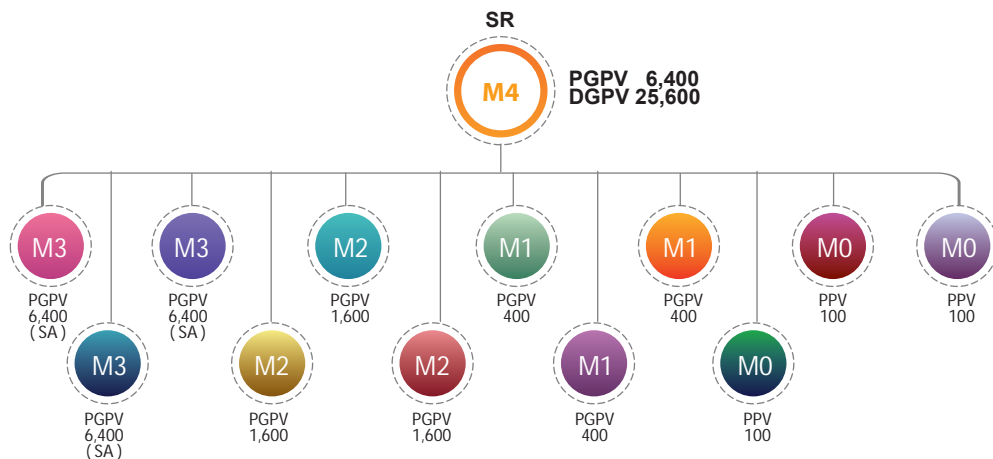 SR
M4
PGPV 6,400
DGPV 25,600
M3
PGPV
6,400
(SA)
M3
PGPV
6,400
(SA)
M2
PGPV
1,600
M1
PGPV
400
M1
PGPV
400
M0
PPV
100
M0
PPV
100
M3
PGPV
6,400
(SA)
M2
PGPV
1,600
M2
PGPV
1,600
M1
PGPV
400
M0
PPV
100